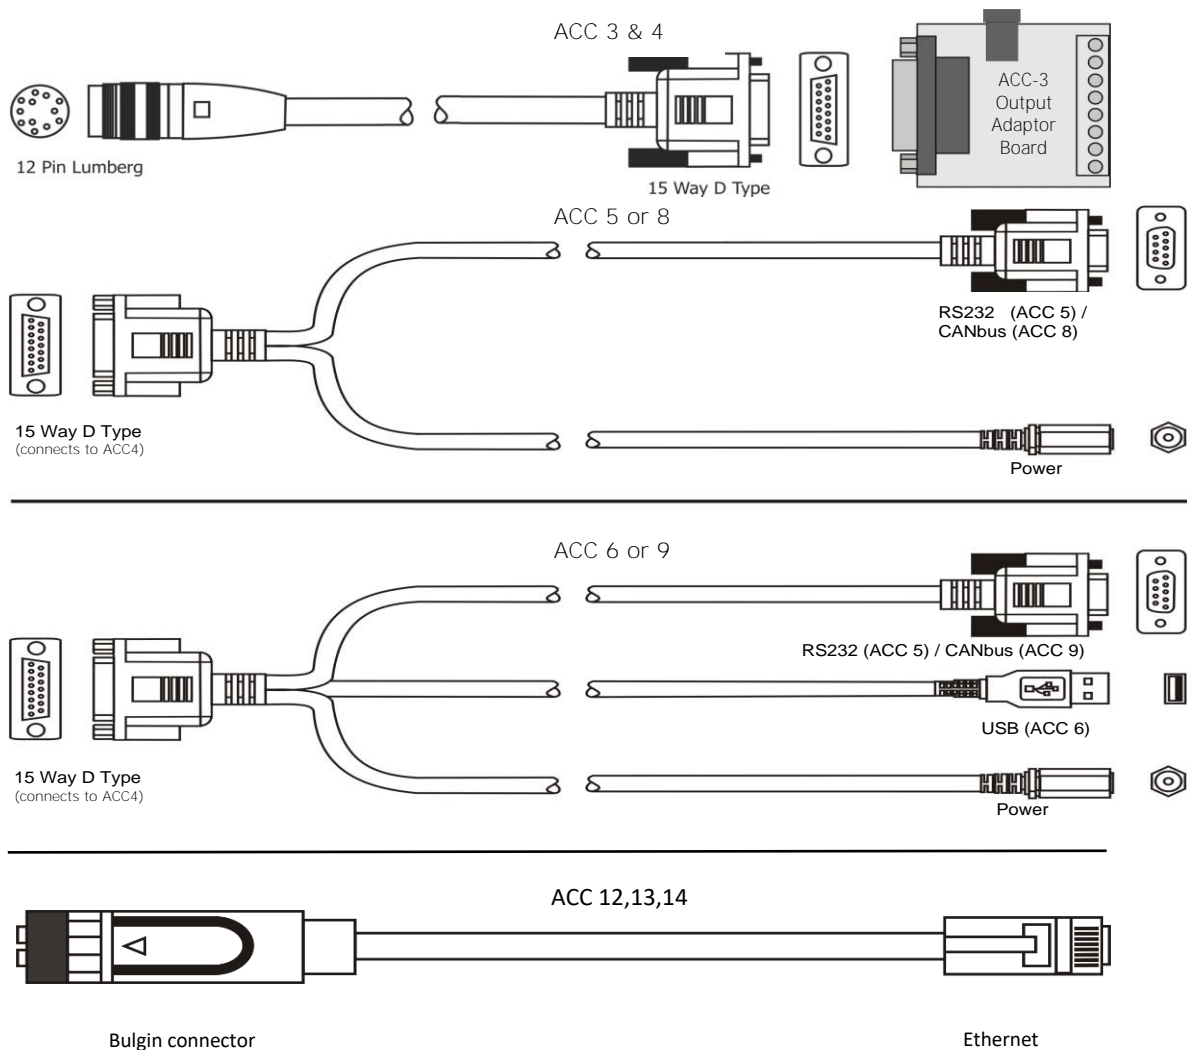 ACC 3 & 4
ACC-3
Output
Adaptor
Board
12 Pin Lumberg
15 Way D Type
ACC 5 or 8
RS232 (ACC 5) /
CANbus (ACC 8)
15 Way D Type
(connects to ACC4)
Power
ACC 6 or 9
RS232 (ACC 5) / CANbus (ACC 9)
USB (ACC 6)
15 Way D Type
(connects to ACC4)
Power
ACC 12,13,14
Bulgin connector
Ethernet